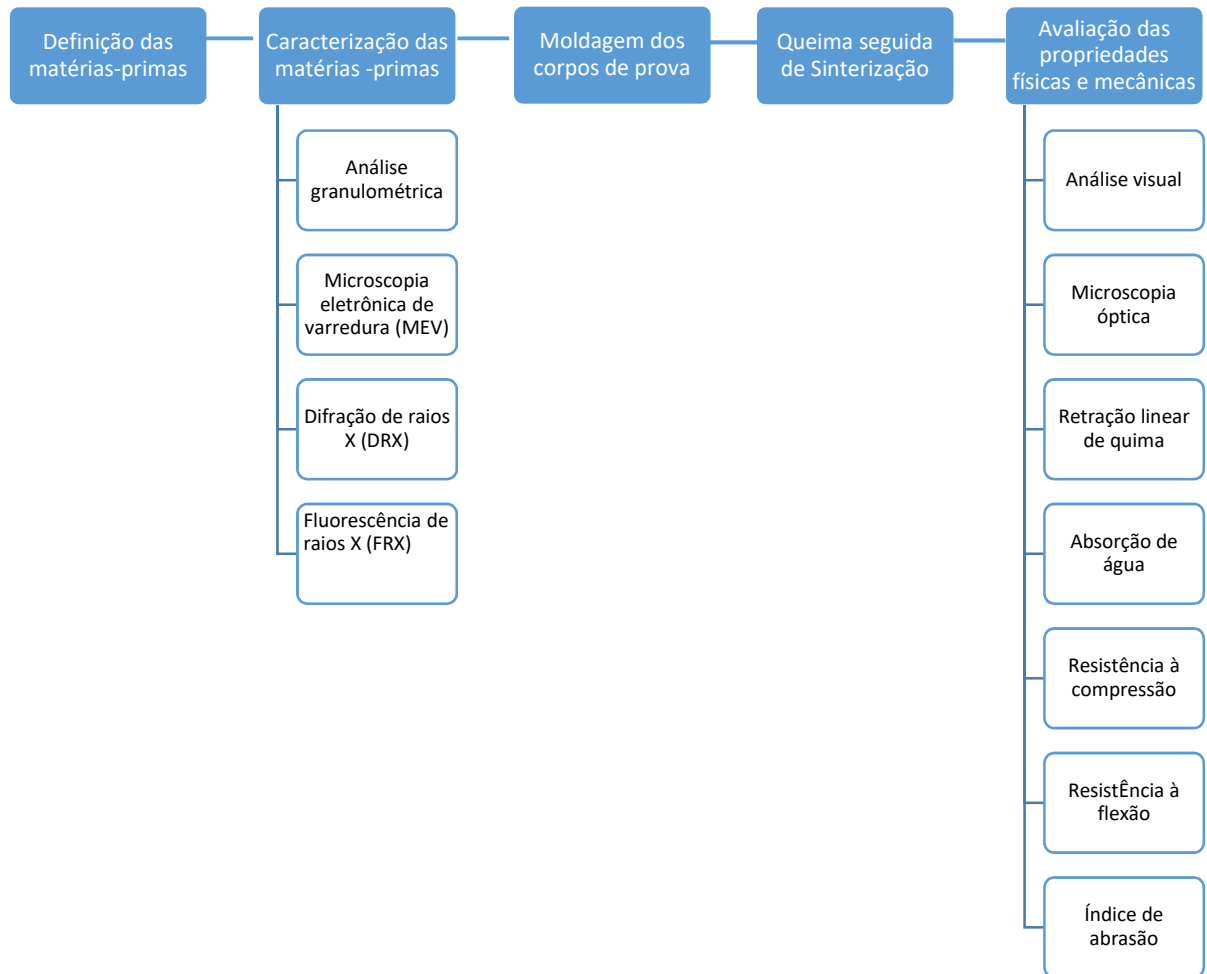 Definição das
matérias-primas
Caracterização das
matérias -primas
Moldagem dos
corpos de prova
Queima seguida
de Sinterização
Avaliação das
propriedades
físicas e mecânicas
Análise
granulométrica
Microscopia
eletrônica de
varredura (MEV)
Difração de raios
X (DRX)
Fluorescência de
raios X (FRX)
Análise visual
Microscopia
óptica
Retração linear
de quima
Absorção de
água
Resistência à
compressão
ResistÊncia à
flexão
Índice de
abrasão